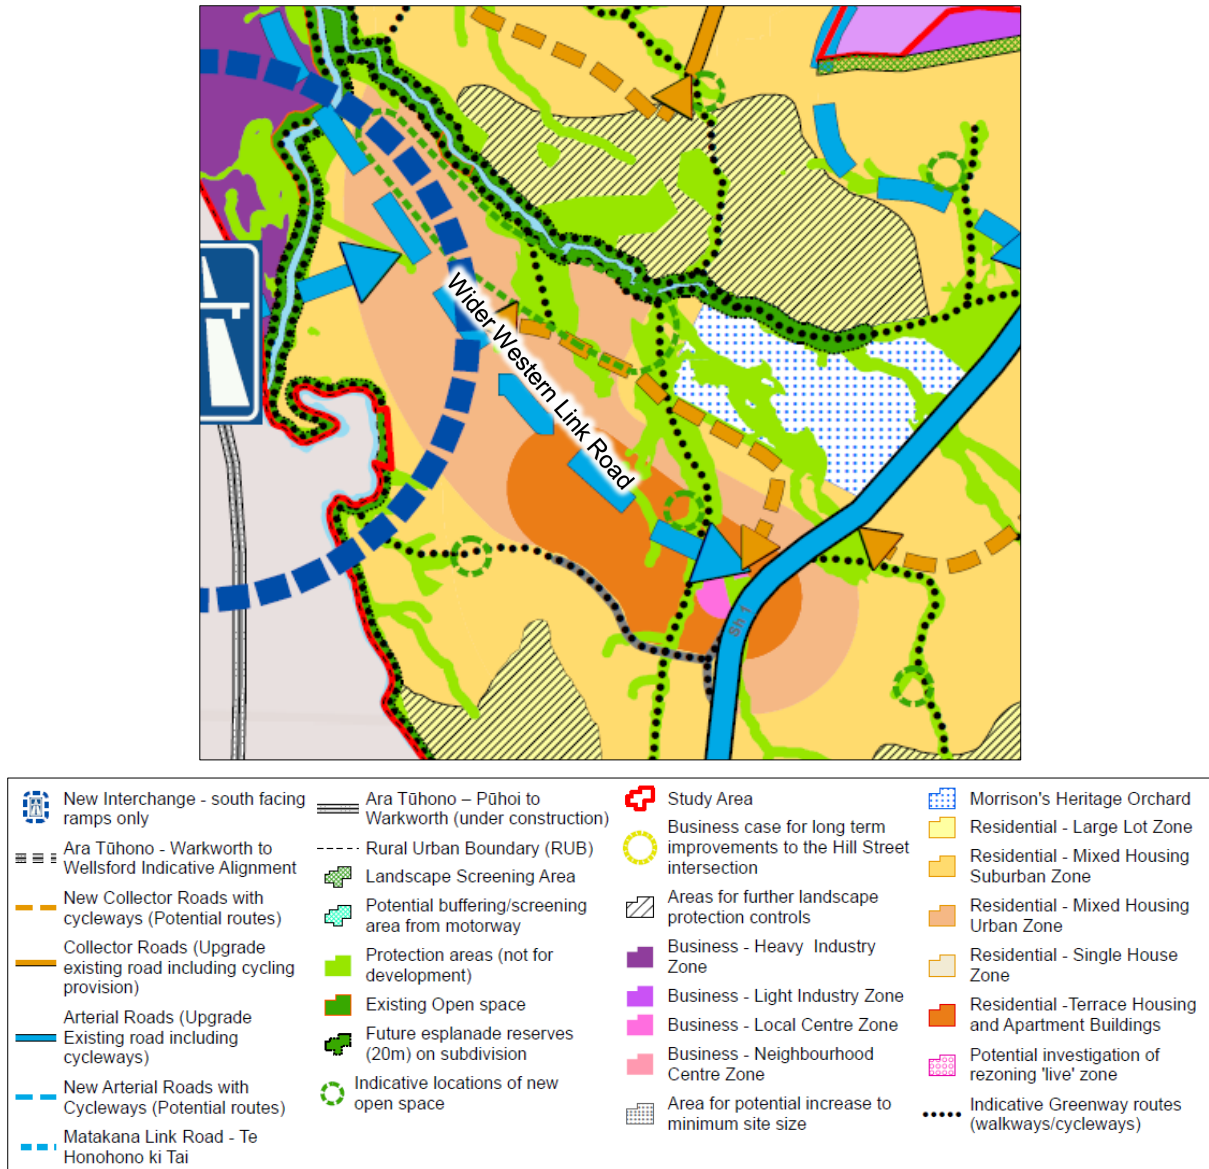 Wider Western Link Road
Sh 1
New Interchange - south facing
ramps only
Ara Tūhono - Warkworth to
Wellsford Indicative Alignment
New Collector Roads with
cycleways (Potential routes)
Collector Roads (Upgrade
existing road including cycling
provision)
Arterial Roads (Upgrade
Existing road including
cycleways)
New Arterial Roads with
Cycleways (Potential routes)
Matakana Link Road - Te
Honohono ki Tai
Ara Tūhono – Pūhoi to
Warkworth (under construction)
Rural Urban Boundary (RUB)
Landscape Screening Area
Potential buffering/screening
area from motorway
Protection areas (not for
development)
Existing Open space
Future esplanade reserves
(20m) on subdivision
Indicative locations of new
open space
Study Area
Business case for long term
improvements to the Hill Street
intersection
Areas for further landscape
protection controls
Business - Heavy Industry
Zone
Business - Light Industry Zone
Business - Local Centre Zone
Business - Neighbourhood
Centre Zone
Area for potential increase to
minimum site size
Morrison's Heritage Orchard
Residential - Large Lot Zone
Residential - Mixed Housing
Suburban Zone
Residential - Mixed Housing
Urban Zone
Residential - Single House
Zone
Residential -Terrace Housing
and Apartment Buildings
Potential investigation of
rezoning 'live' zone
Indicative Greenway routes
(walkways/cycleways)